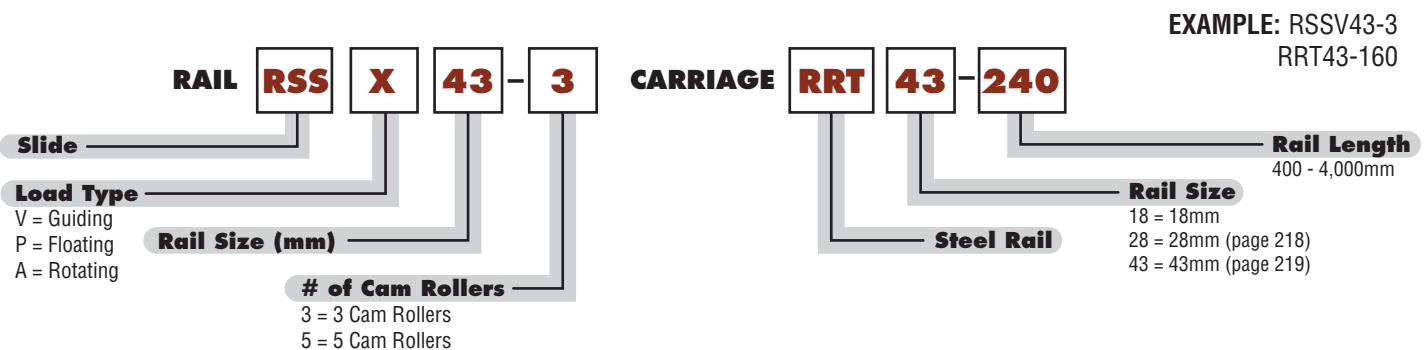 EXAMPLE: RSSV43-3
RRT43-160
RAIL RSS X 43 - 3 CARRIAGE RRT 43 - 240
Slide
Rail Length
400 - 4,000mm
Load Type
V = Guiding
P = Floating
A = Rotating
Rail Size
18 = 18mm
28 = 28mm (page 218)
43 = 43mm (page 219)
Rail Size (mm)
Steel Rail
# of Cam Rollers
3 = 3 Cam Rollers
5 = 5 Cam Rollers